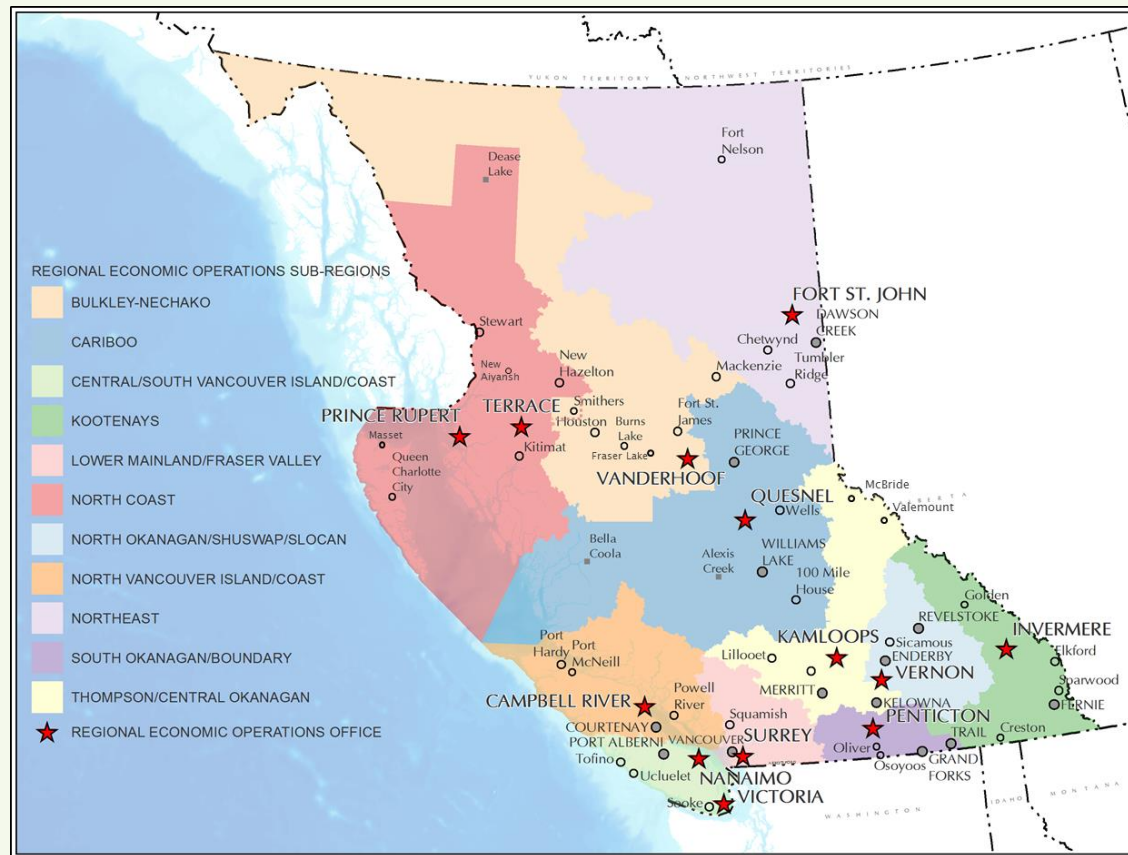 YUKON TERRITORY
NORTHWEST TERRITORIES
Fort
Nelson
Dease
Lake
REGIONAL ECONOMIC OPERATIONS SUB-REGIONS
BULKLEY-NECHAKO
CARIBOO
CENTRAL/SOUTH VANCOUVER ISLAND/COAST
KOOTENAYS
LOWER MAINLAND/FRASER VALLEY
NORTH COAST
NORTH OKANAGAN/SHUSWAP/SLOCAN
NORTH VANCOUVER ISLAND/COAST
NORTHEAST
SOUTH OKANAGAN/BOUNDARY
THOMPSON/CENTRAL OKANAGAN
REGIONAL ECONOMIC OPERATIONS OFFICE
FORT ST. JOHN
DAWSON
CREEK
Stewart
Chetwynd
Tumbler
Ridge
New
Aiyansh
New
Hazelton
Mackenzie
Smithers
PRINCE RUPERT
TERRACE
Houston
Burns
Lake
Fort St.
James
Masset
Kitimat
Fraser Lake
PRINCE
GEORGE
Queen
Charlotte
City
VANDERHOOF
QUESNEL
Wells
McBride
ALBERTA
Valemount
Bella
Coola
Alexis
Creek
WILLIAMS
LAKE
100 Mile
House
Golden
REVELSTOKE
Port
Hardy
Port
McNeill
Lillooet
KAMLOOPS
Sicamous
ENDERBY
INVERMERE
Elkford
VERNON
MERRITT
Sparwood
CAMPBELL RIVER
Powell
River
KELOWNA
FERNIE
COURTENAY
Squamish
PENTICTON
TRAIL
Creston
PORT ALBERNI
VANCOUVER
SURREY
Oliver
Tofino
Osoyoos
GRAND
FORKS
Ucluelet
NANAIMO
VICTORIA
Sooke
WASHINGTON
IDAHO
MONTANA